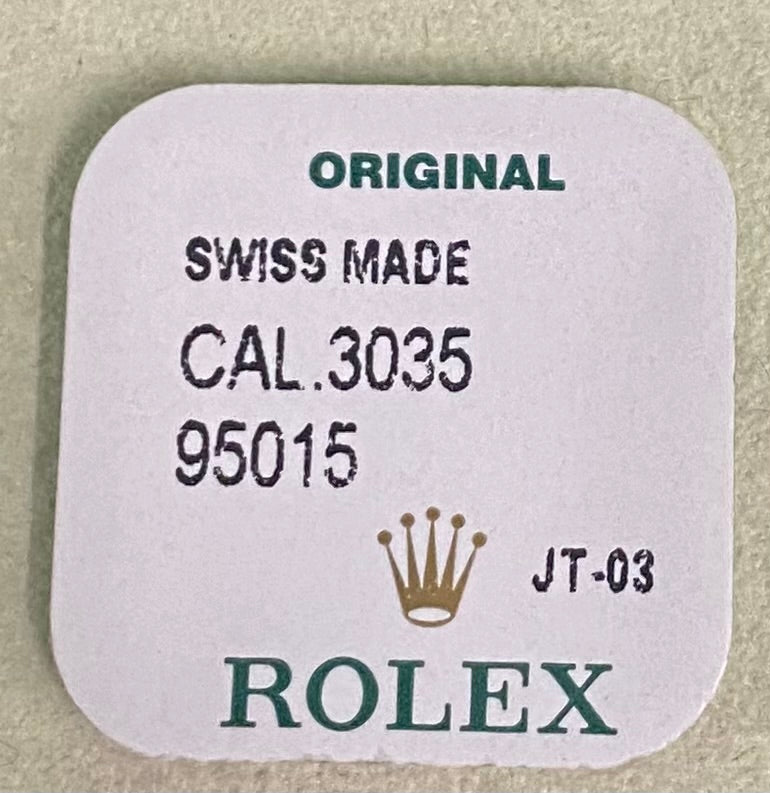 ORIGINAL
SWISS MADE
CAL.3035
95015
JT-03
ROLEX